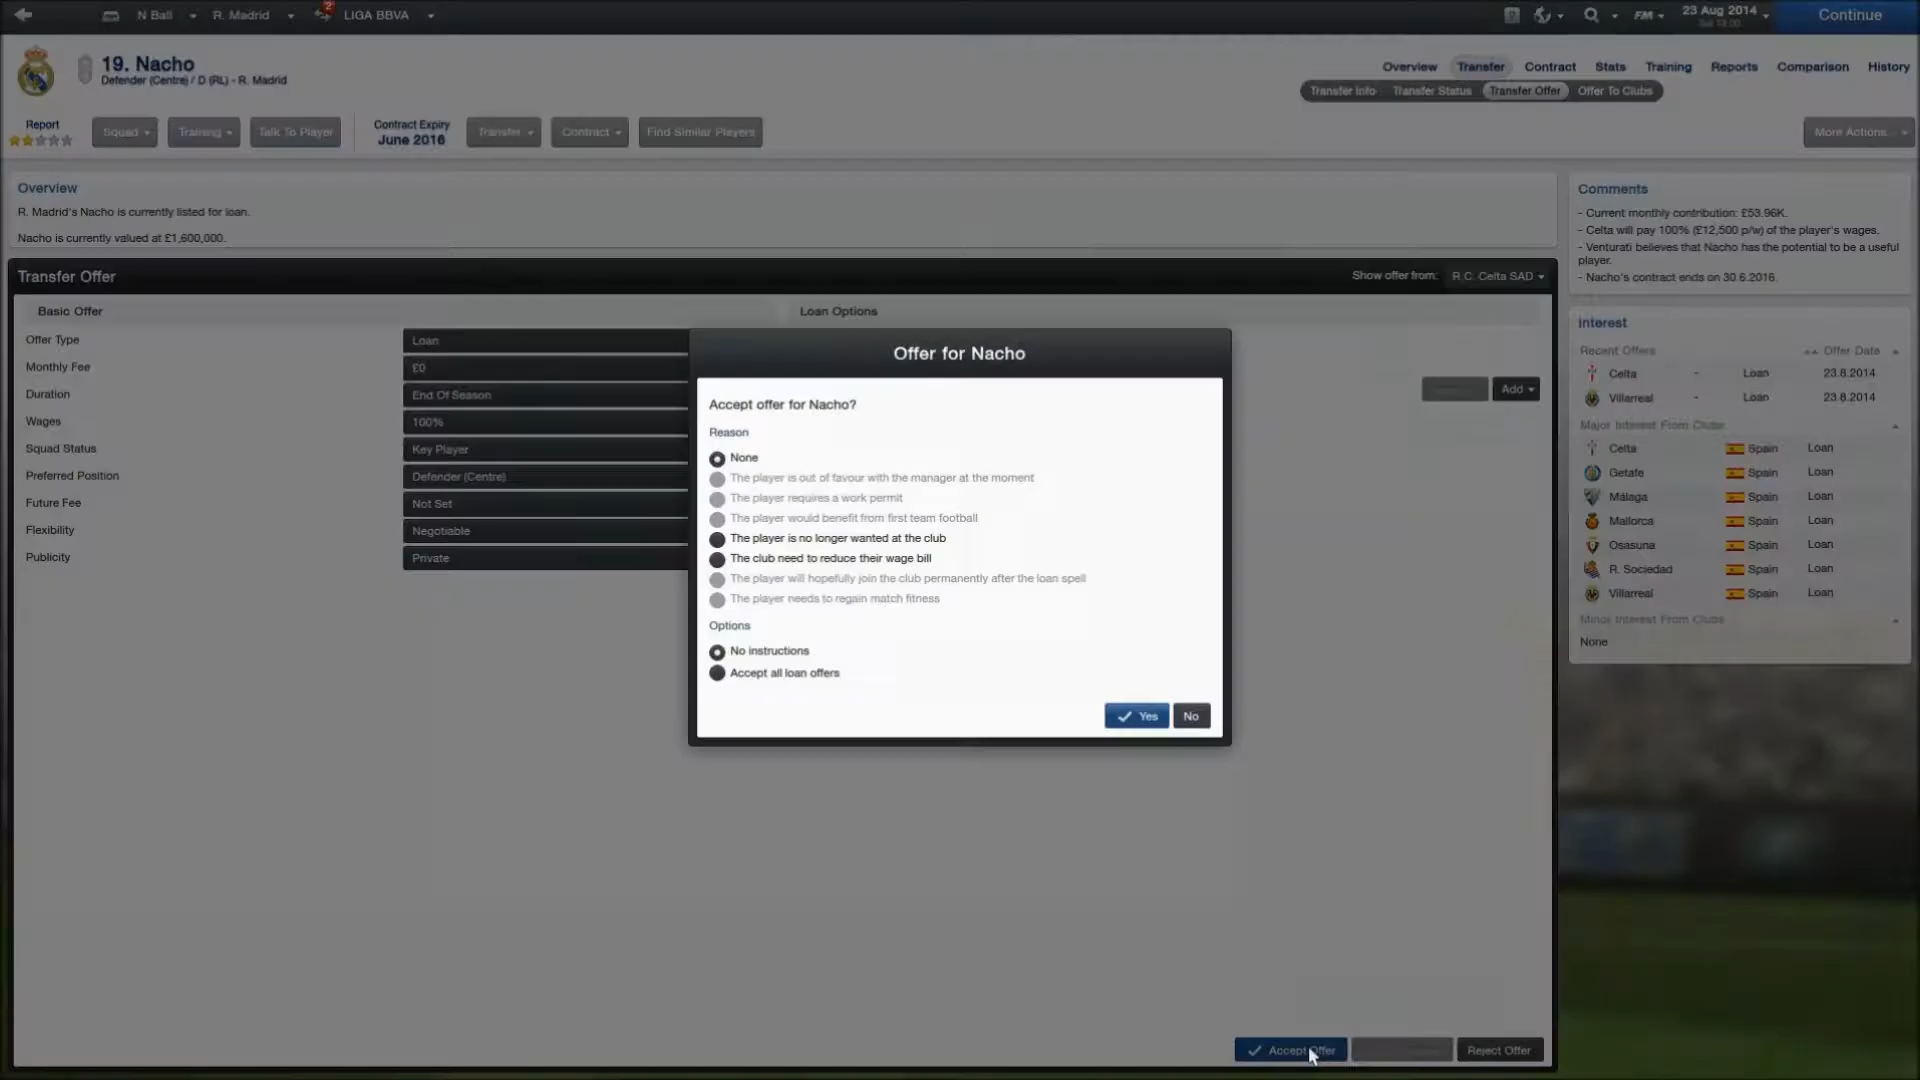 N Ball
R. Madrid
2
LIGA BBVA
FM
23 Aug 2014
Continue
19. Nacho
Defender (Centre) / D (RL) - R. Madrid
Overview
Transfer
Contract
Stats
Training
Reports
Comparison
History
Transfer Info
Transfer Status
Transfer Offer
Offer To Clubs
Report
Squad
Training
Talk To Player
Contract Expiry
June 2016
Transfer
Contract
Find Similar Players
More Actions...
Overview
R. Madrid's Nacho is currently listed for loan.
Nacho is currently valued at £1,600,000.
Comments
- Current monthly contribution: £53.96K.
- Celta will pay 100% (£12,500 p/w) of the player's wages.
- Venturati believes that Nacho has the potential to be a useful
player.
- Nacho's contract ends on 30.6.2016.
Transfer Offer
Show offer from:
R.C. Celta SAD
Basic Offer
Loan Options
Offer Type
Loan
Monthly Fee
£0
Duration
End Of Season
Wages
100%
Squad Status
Key Player
Preferred Position
Defender (Centre)
Future Fee
Not Set
Flexibility
Negotiable
Publicity
Private
Add
Offer for Nacho
Accept offer for Nacho?
Reason
None
The player is out of favour with the manager at the moment
The player requires a work permit
The player would benefit from first team football
The player is no longer wanted at the club
The club need to reduce their wage bill
The player will hopefully join the club permanently after the loan spell
The player needs to regain match fitness
Options
No instructions
Accept all loan offers
Yes
No
Interest
Recent Offers
Offer Date
Celta - Loan 23.8.2014
Villarreal - Loan 23.8.2014
Major Interest From Clubs
Celta Spain Loan
Getafe Spain Loan
Málaga Spain Loan
Mallorca Spain Loan
Osasuna Spain Loan
R. Sociedad Spain Loan
Villarreal Spain Loan
Minor Interest From Clubs
None
Accept Offer
Reject Offer